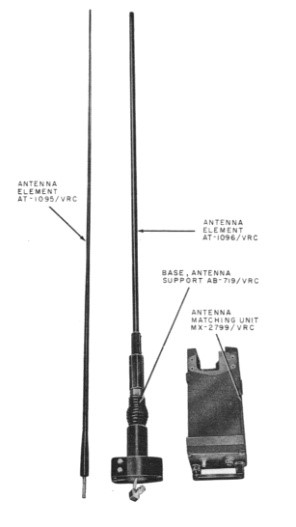 ANTENNA
ELEMENT
AT-1095/VRC
ANTENNA
ELEMENT
AT-1096/VRC
BASE, ANTENNA
SUPPORT AB-719/VRC
ANTENNA
MATCHING UNIT
MX-2799/VRC